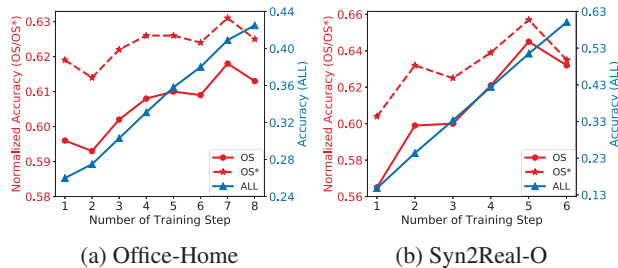 Normalized Accuracy (OS/OS*)
0.63
0.62
0.61
0.60
0.59
0.58
0.44
0.40
0.36
0.32
0.28
0.24
Accuracy (ALL)
OS
OS*
ALL
1 2 3 4 5 6 7 8
Number of Training Step
(a) Office-Home
Normalized Accuracy (OS/OS*)
0.66
0.64
0.62
0.60
0.58
0.56
0.63
0.53
0.43
0.33
0.23
0.13
Accuracy (ALL)
OS
OS*
ALL
1 2 3 4 5 6
Number of Training Step
(b) Syn2Real-O